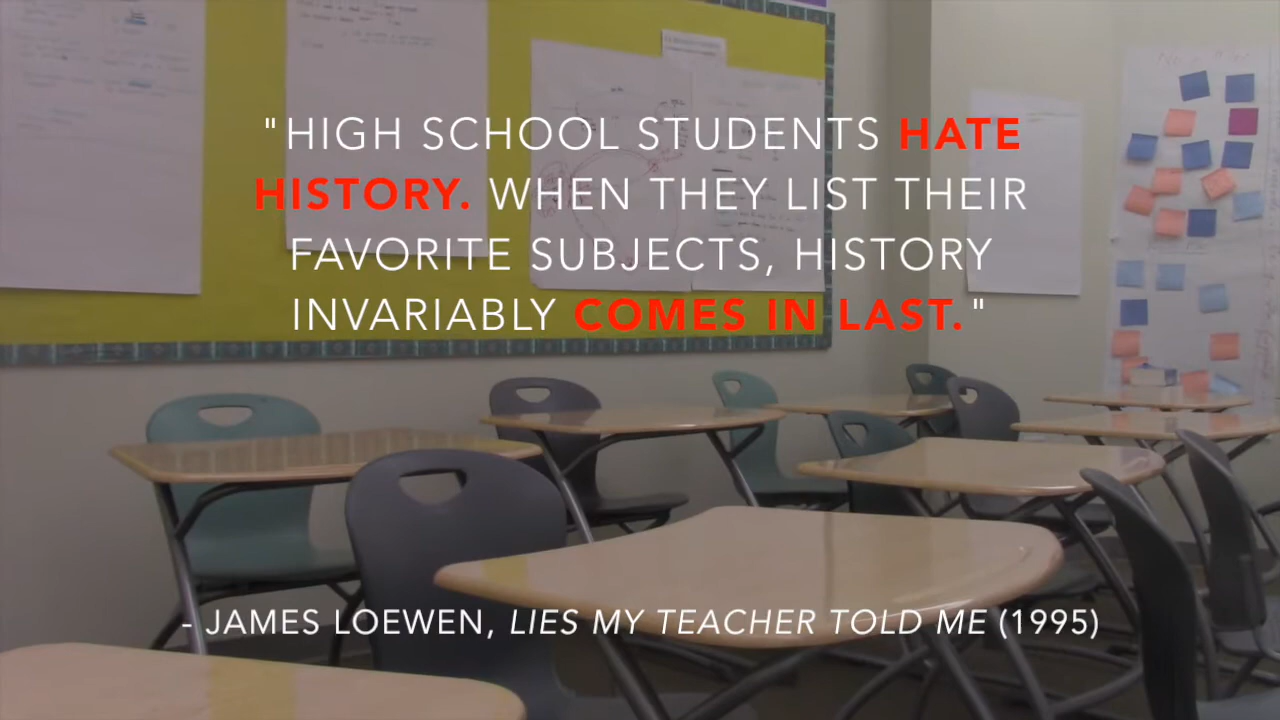 "HIGH SCHOOL STUDENTS HATE
HISTORY. WHEN THEY LIST THEIR
FAVORITE SUBJECTS, HISTORY
INVARIABLY COMES IN LAST."
- JAMES LOEWEN, LIES MY TEACHER TOLD ME (1995)